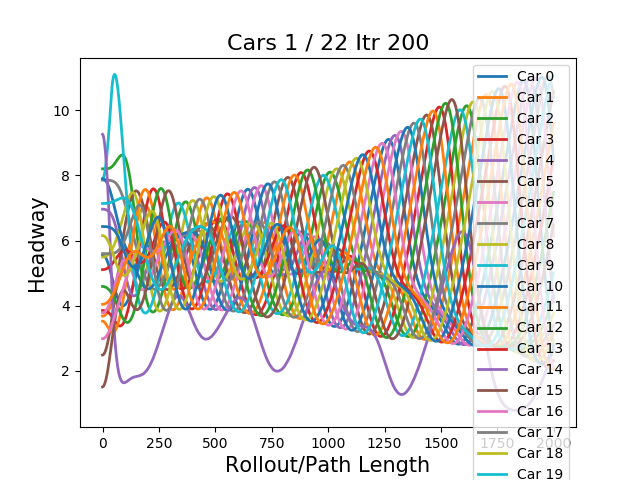 Cars 1 / 22 Itr 200
Headway
10
8
6
4
2
0
250
500
750
1000
1250
1500
1750
2000
Rollout/Path Length
Car 0
Car 1
Car 2
Car 3
Car 4
Car 5
Car 6
Car 7
Car 8
Car 9
Car 10
Car 11
Car 12
Car 13
Car 14
Car 15
Car 16
Car 17
Car 18
Car 19